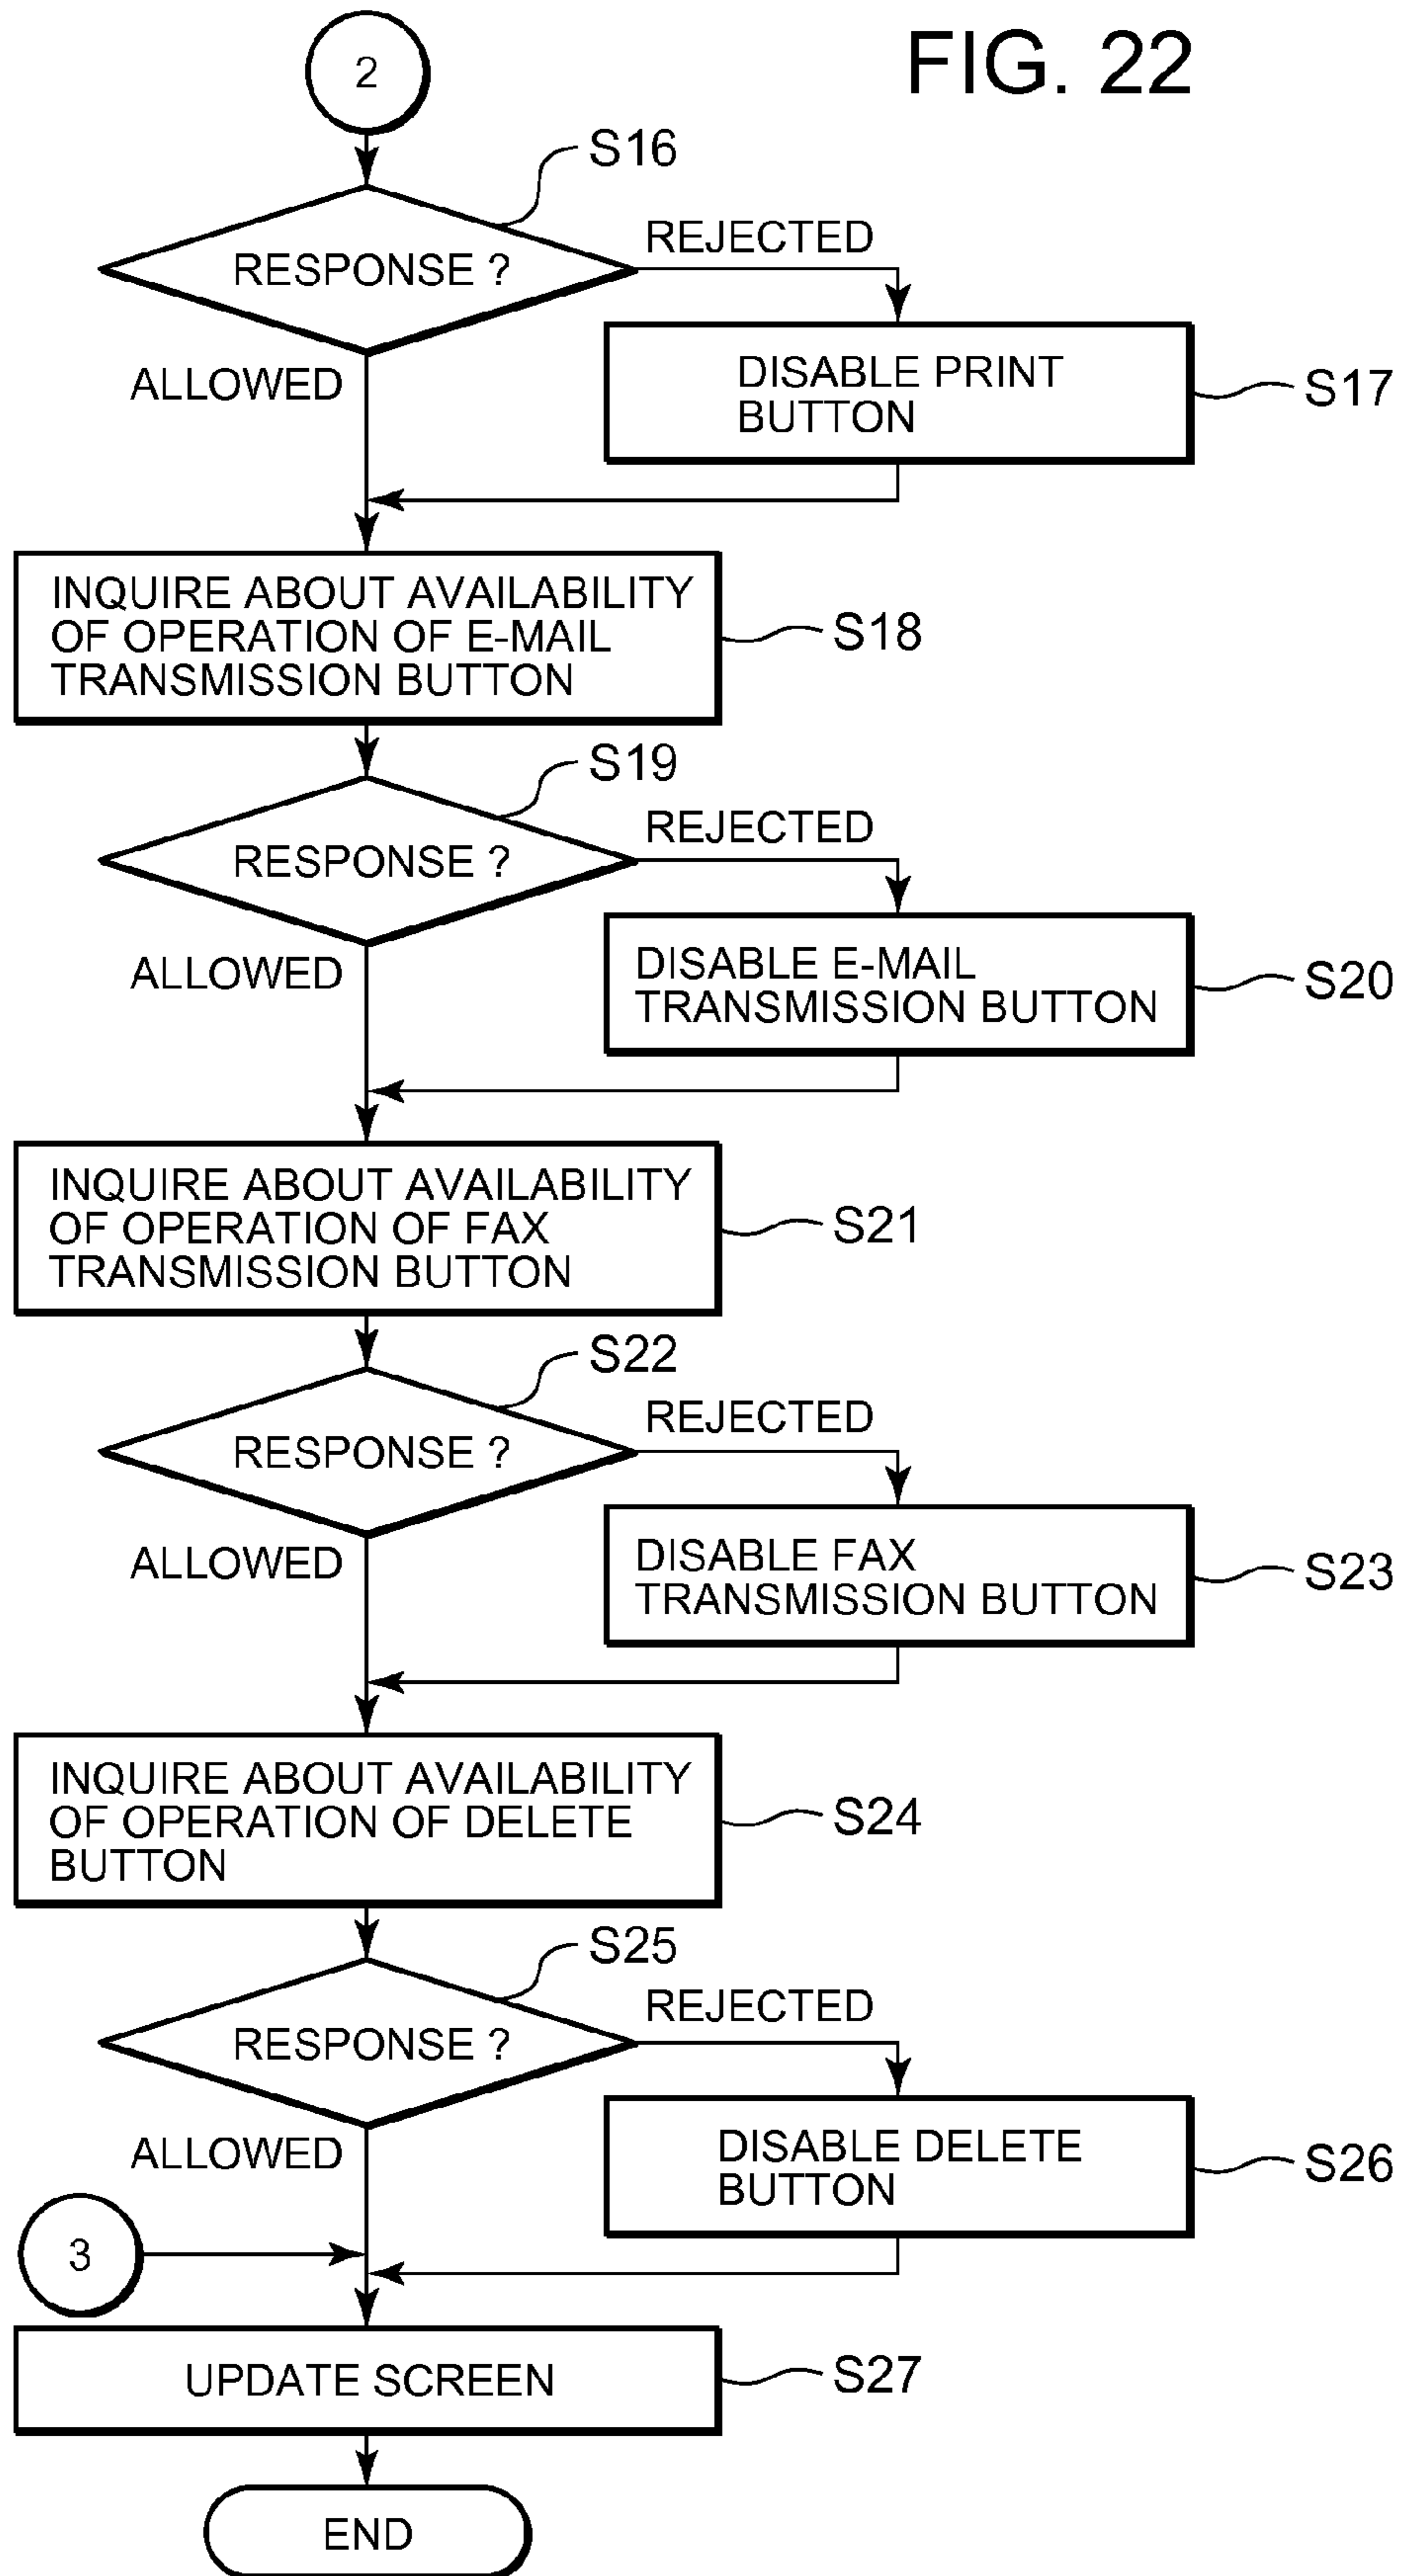 FIG. 22
2
S16
RESPONSE ?
REJECTED
ALLOWED
DISABLE PRINT
BUTTON
S17
INQUIRE ABOUT AVAILABILITY
OF OPERATION OF E-MAIL
TRANSMISSION BUTTON
S18
S19
RESPONSE ?
REJECTED
ALLOWED
DISABLE E-MAIL
TRANSMISSION BUTTON
S20
INQUIRE ABOUT AVAILABILITY
OF OPERATION OF FAX
TRANSMISSION BUTTON
S21
S22
RESPONSE ?
REJECTED
ALLOWED
DISABLE FAX
TRANSMISSION BUTTON
S23
INQUIRE ABOUT AVAILABILITY
OF OPERATION OF DELETE
BUTTON
S24
S25
RESPONSE ?
REJECTED
ALLOWED
DISABLE DELETE
BUTTON
S26
3
UPDATE SCREEN
S27
END